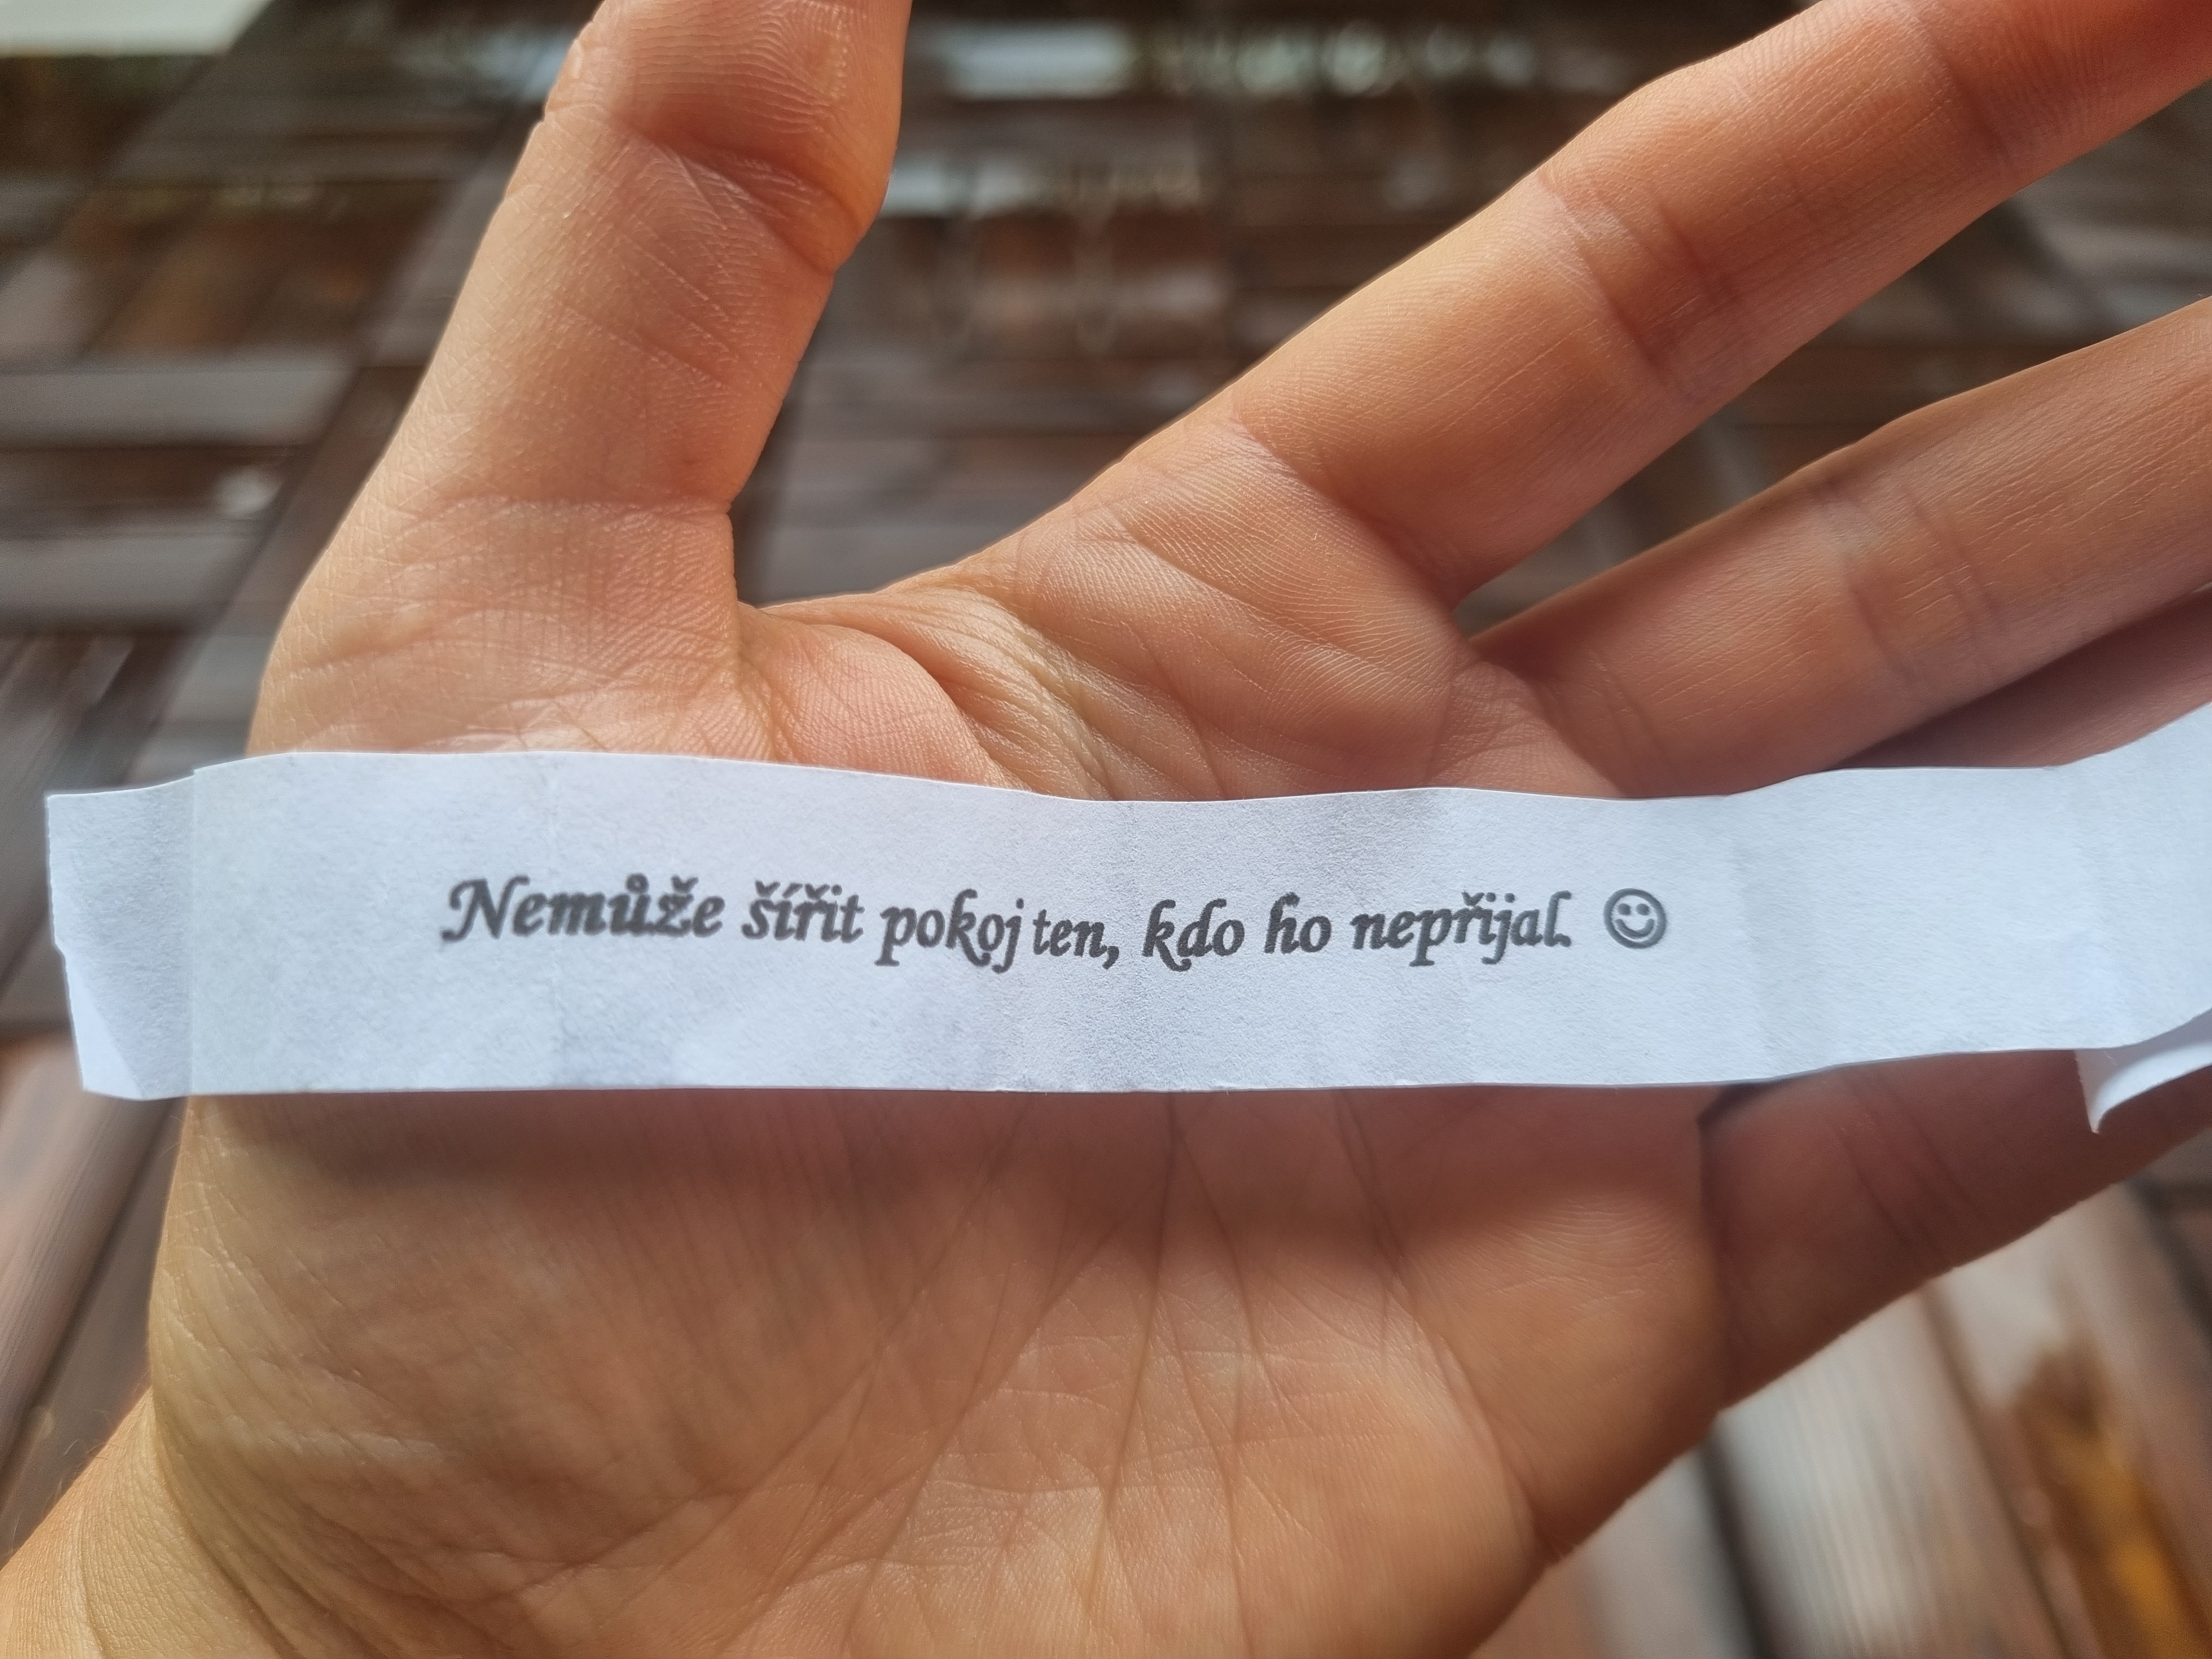 Nemůže šířit pokoj ten, kdo ho nepřijal. ☺